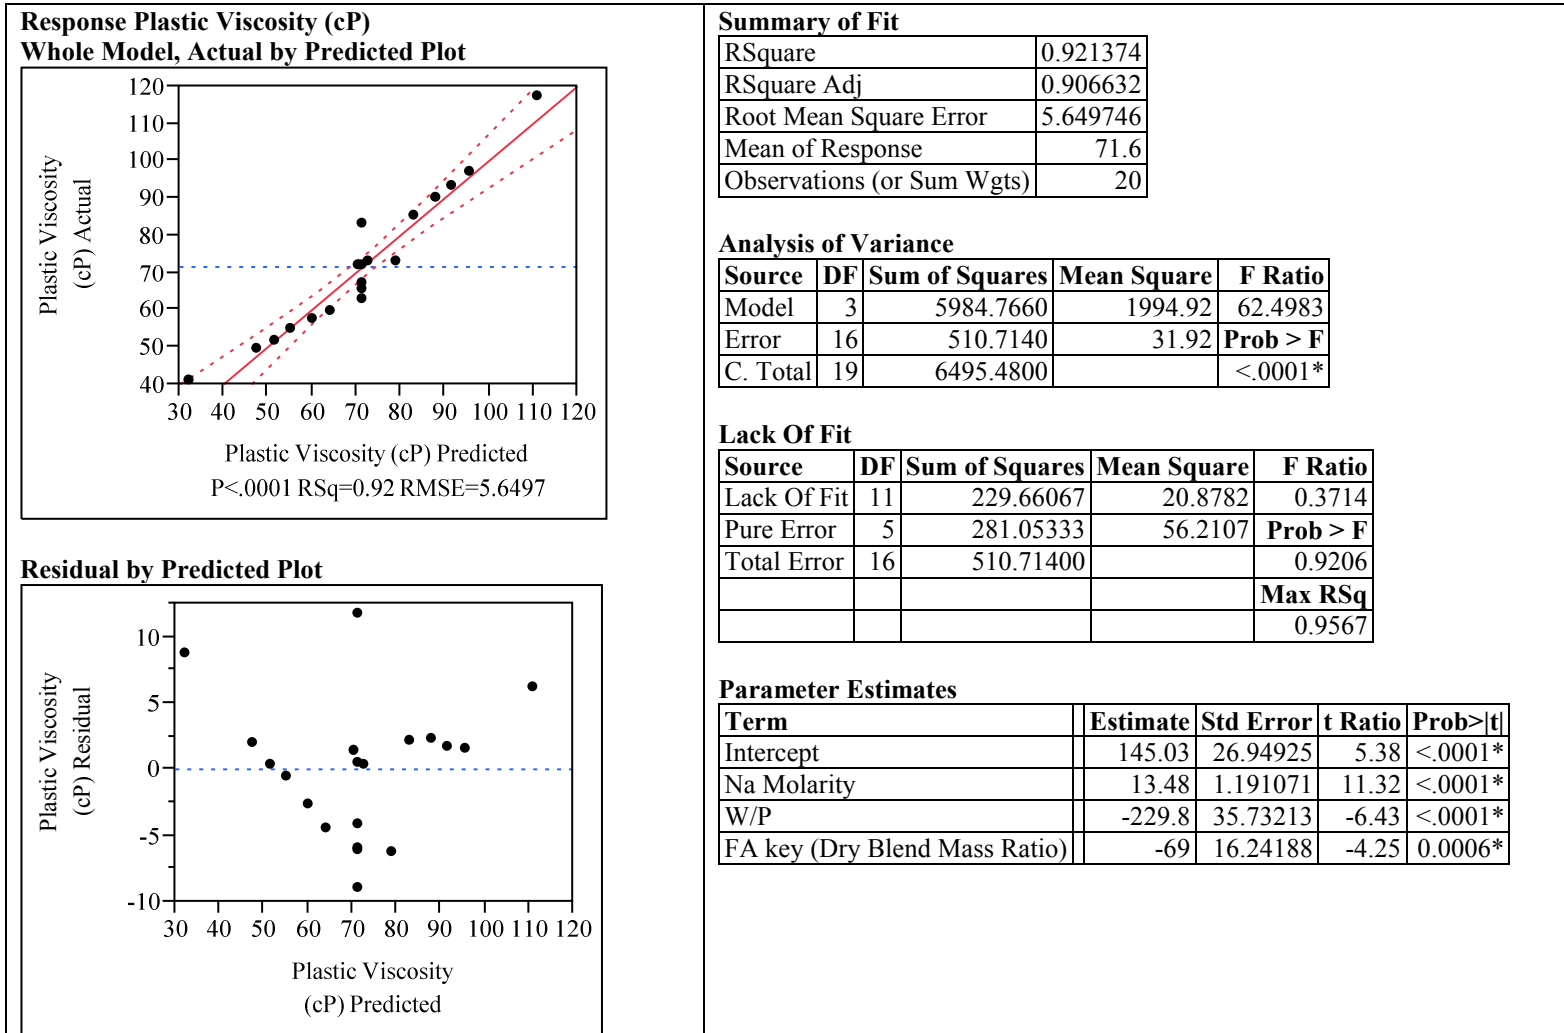 Response Plastic Viscosity (cP)
Whole Model, Actual by Predicted Plot
120
110
100
90
80
70
60
50
40
Plastic Viscosity
(cP) Actual
30 40 50 60 70 80 90 100 110 120
Plastic Viscosity (cP) Predicted
P<.0001 RSq=0.92 RMSE=5.6497
Residual by Predicted Plot
10
5
0
-5
-10
Plastic Viscosity
(cP) Residual
30 40 50 60 70 80 90 100 110 120
Plastic Viscosity
(cP) Predicted
Summary of Fit
RSquare 0.921374
RSquare Adj 0.906632
Root Mean Square Error 5.649746
Mean of Response 71.6
Observations (or Sum Wgts) 20
Analysis of Variance
Source DF Sum of Squares Mean Square F Ratio
Model 3 5984.7660 1994.92 62.4983
Error 16 510.7140 31.92 Prob > F
C. Total 19 6495.4800 <.0001*
Lack Of Fit
Source DF Sum of Squares Mean Square F Ratio
Lack Of Fit 11 229.66067 20.8782 0.3714
Pure Error 5 281.05333 56.2107 Prob > F
Total Error 16 510.71400 0.9206
Max RSq
0.9567
Parameter Estimates
Term Estimate Std Error t Ratio Prob>|t|
Intercept 145.03 26.94925 5.38 <.0001*
Na Molarity 13.48 1.191071 11.32 <.0001*
W/P -229.8 35.73213 -6.43 <.0001*
FA key (Dry Blend Mass Ratio) -69 16.24188 -4.25 0.0006*